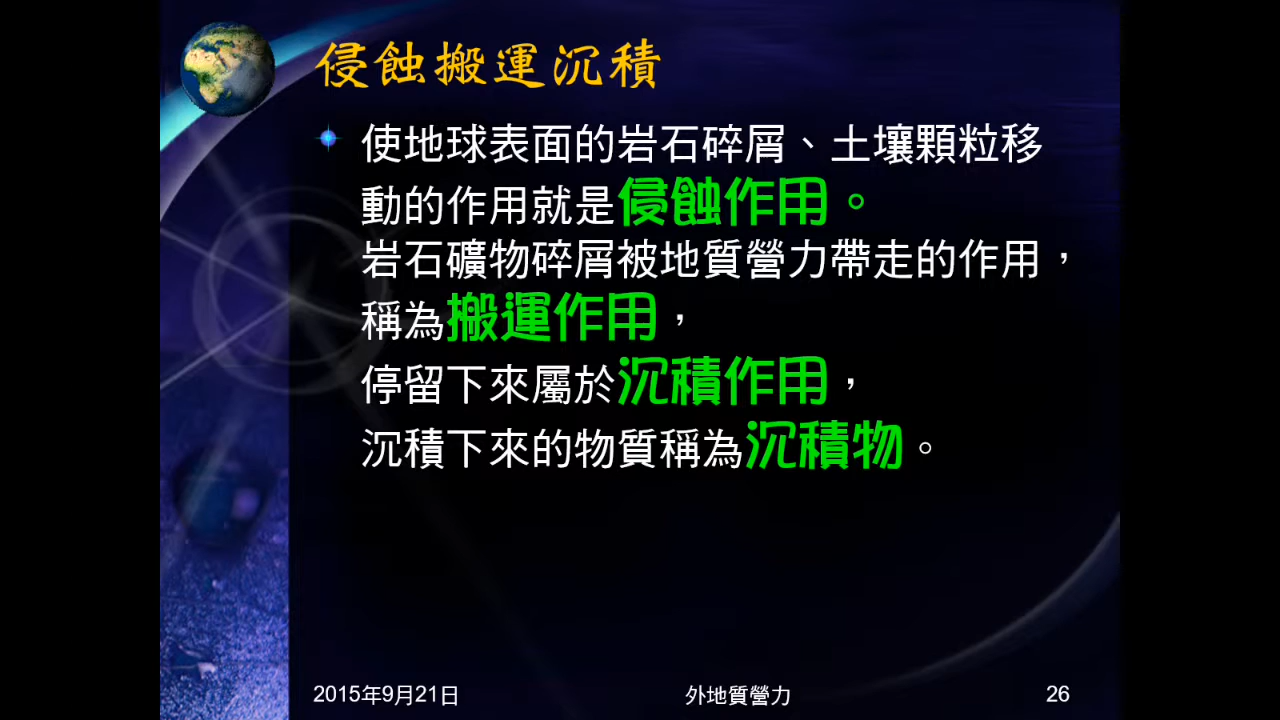 侵蝕搬運沉積
使地球表面的岩石碎屑、土壤顆粒移
動的作用就是侵蝕作用。
岩石礦物碎屑被地質營力帶走的作用，
稱為搬運作用，
停留下來屬於沉積作用，
沉積下來的物質稱為沉積物。
2015年9月21日 外地質營力 26